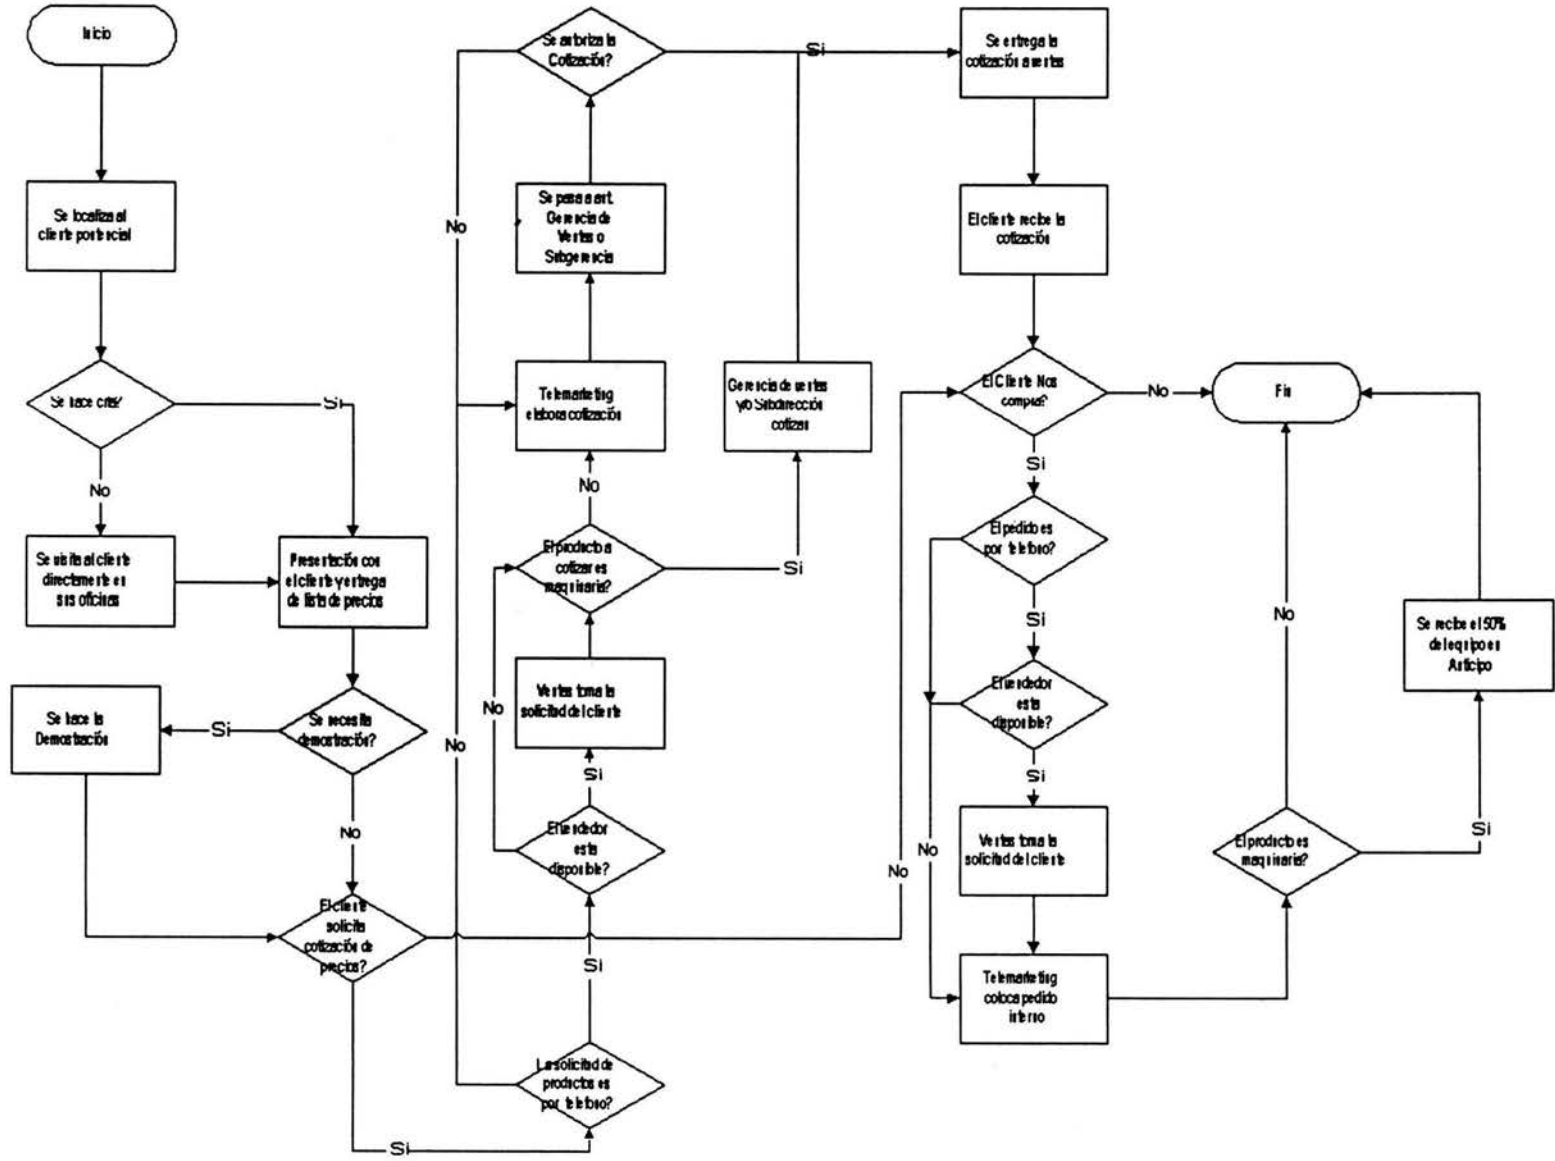 Inicio
Se localiza al
cliente pontencial
Se hace cita?
Si
No
Se visita al cliente
directamente en
sus oficinas
Presentación con
el cliente y entrega
de lista de precios
Se necesita
demostración?
Si
Se hace la
Demostración
No
El cliente
solicita
cotización de
precios?
Si
No
La solicitud de
productos es
por telefono?
No
Si
El vendedor
esta
disponible?
No
Si
Ventas toma la
solicitud del cliente
El producto a
cotizar es
maquinaria?
No
Si
Telemarketing
elabora cotización
Gerencia de ventas
y/o Subdirección
cotizan
Se pasa a aut.
Gerencia de
Ventas o
Subgerencia
Se autoriza la
Cotización?
No
Si
Se entrega la
cotización a ventas
El cliente recibe la
cotización
El Cliente Nos
compra?
No
Si
Fin
El pedido es
por telefono?
Si
El vendedor
esta
disponible?
No
Si
Ventas toma la
solicitud del cliente
Telemarketing
coloca pedido
interno
El producto es
maquinaria?
No
Si
Se recibe el 50%
del equipo en
Anticipo